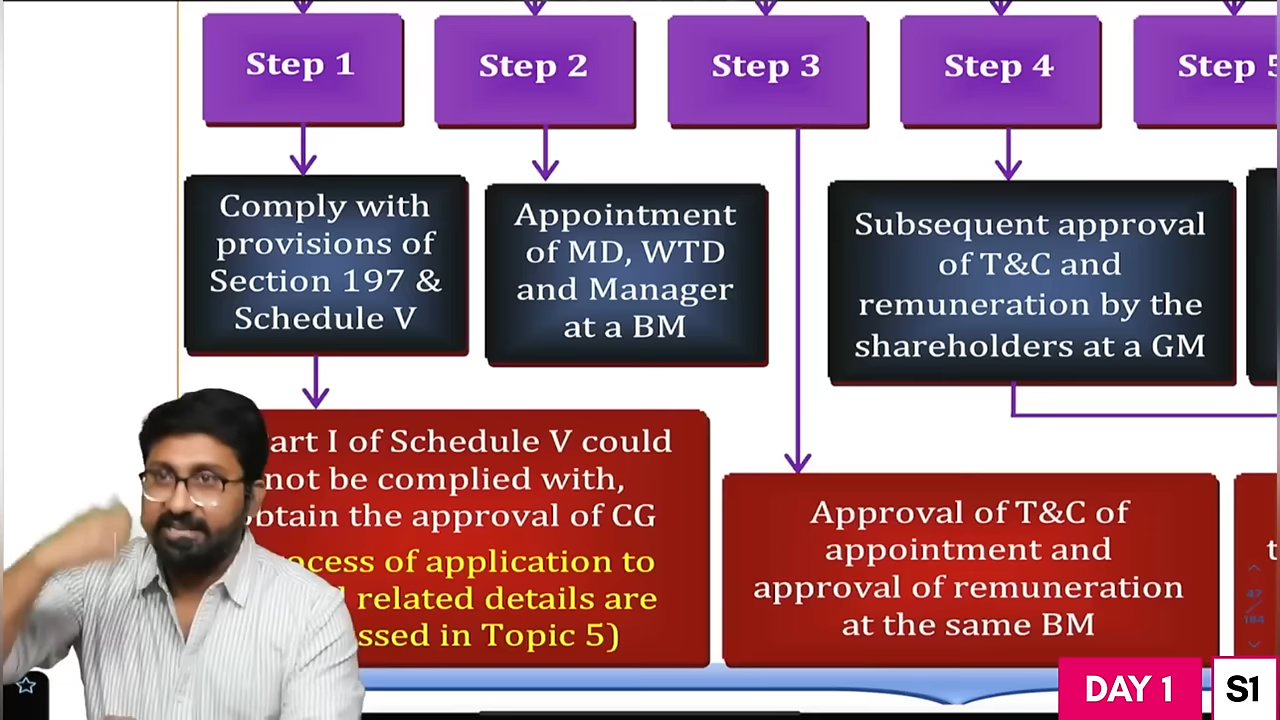 Step 1
Step 2
Step 3
Step 4
Step
Comply with
provisions of
Section 197 &
Schedule V
Appointment
of MD, WTD
and Manager
at a BM
Subsequent approval
of T&C and
remuneration by the
shareholders at a GM
art I of Schedule V could
not be complied with,
btain the approval of CG
ocess of application to
related details are
ssed in Topic 5)
Approval of T&C of
appointment and
approval of remuneration
at the same BM
47
184
DAY 1
S1